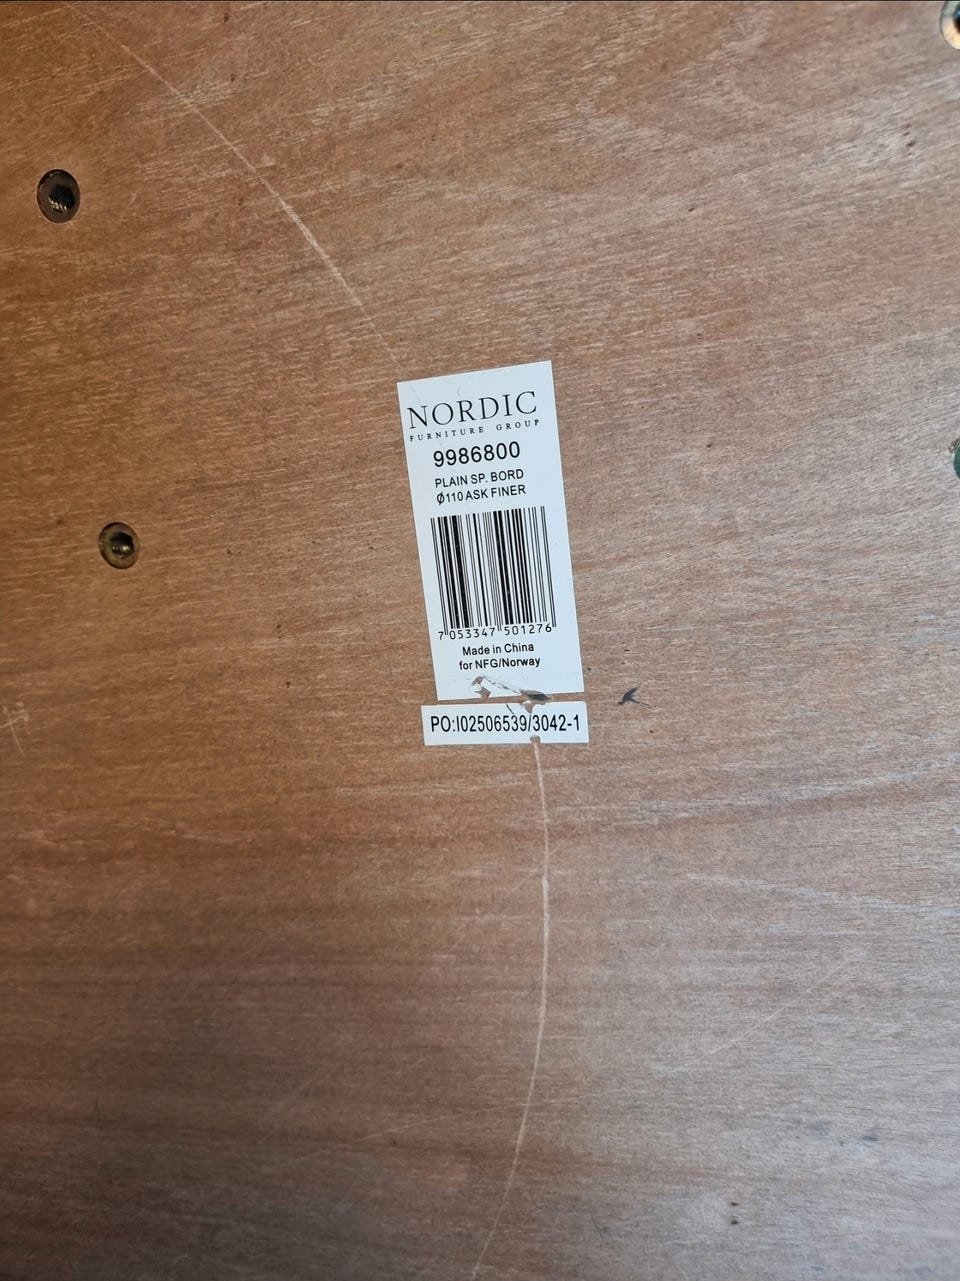 NORDIC
FURNITURE GROUP
9986800
PLAIN SP. BORD
Ø110 ASK FINER
7 053347 501276
Made in China
for NFG/Norway
PO:I02506539/3042-1